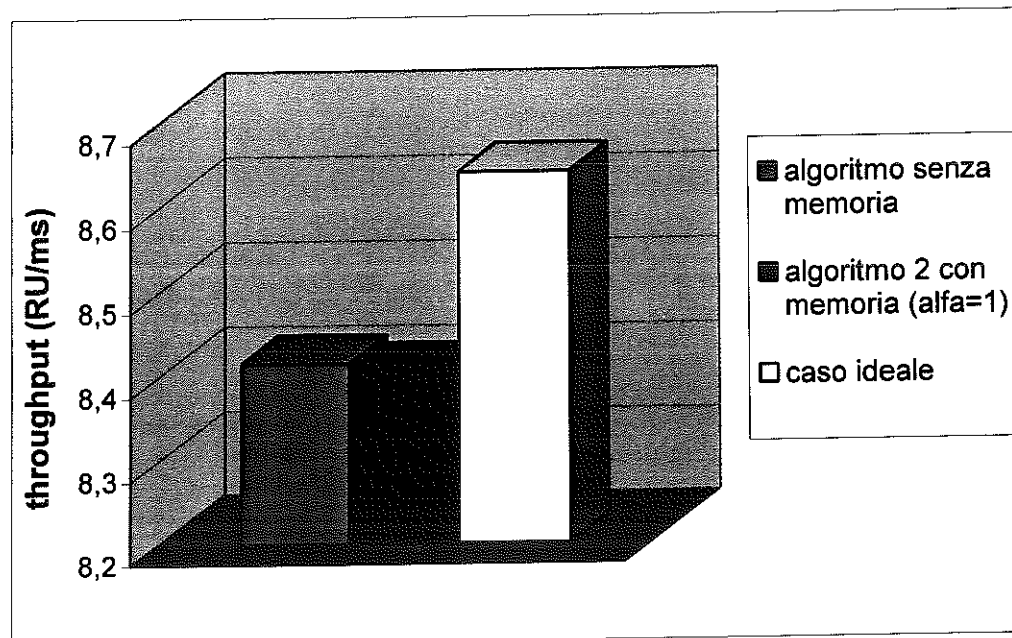 throughput (RU/ms)
8,7
8,6
8,5
8,4
8,3
8,2
algoritmo senza
memoria
algoritmo 2 con
memoria (alfa=1)
caso ideale